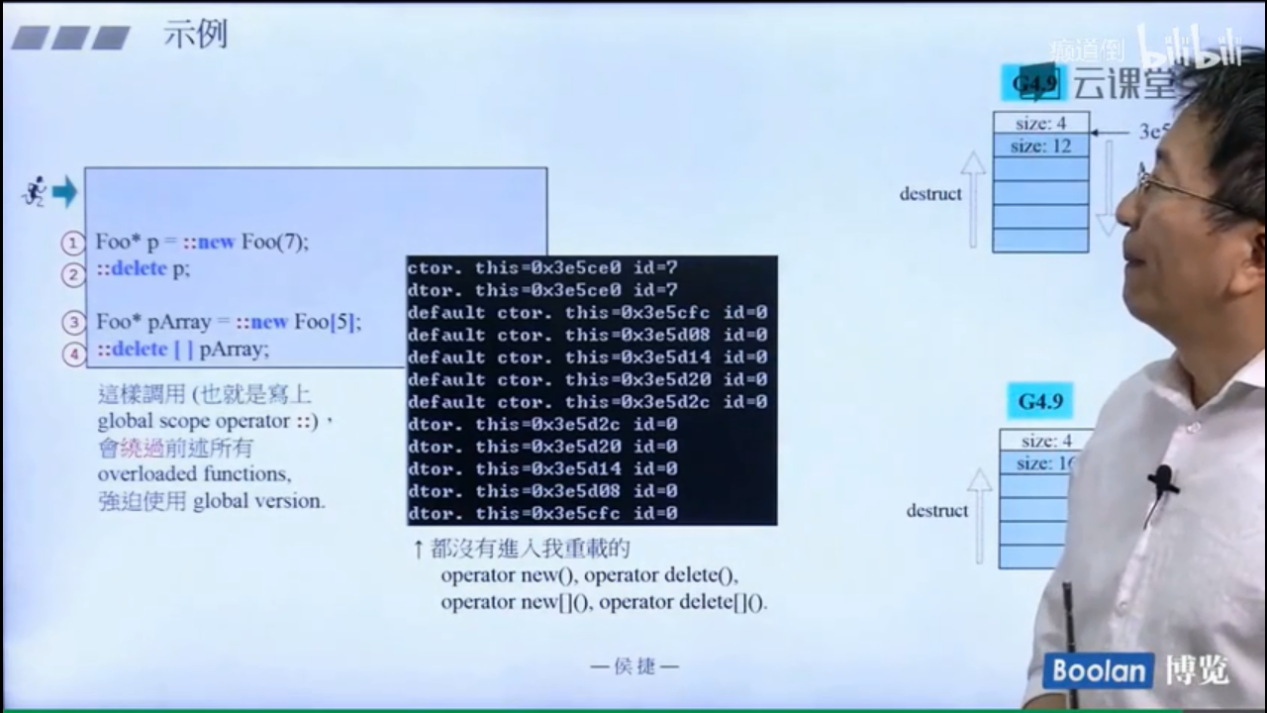 示例
癲道倒 bilibili
G4.9
云课堂
size: 4
3e5
size: 12
destruct
① Foo* p = ::new Foo(7);
② ::delete p;
③ Foo* pArray = ::new Foo[5];
④ ::delete [ ] pArray;
ctor. this=0x3e5ce0 id=7
dtor. this=0x3e5ce0 id=7
default ctor. this=0x3e5cfc id=0
default ctor. this=0x3e5d08 id=0
default ctor. this=0x3e5d14 id=0
default ctor. this=0x3e5d20 id=0
default ctor. this=0x3e5d2c id=0
dtor. this=0x3e5d2c id=0
dtor. this=0x3e5d20 id=0
dtor. this=0x3e5d14 id=0
dtor. this=0x3e5d08 id=0
dtor. this=0x3e5cfc id=0
這樣調用 (也就是寫上
global scope operator ::)，
會繞過前述所有
overloaded functions,
強迫使用 global version.
↑都沒有進入我重載的
operator new(), operator delete(),
operator new[](), operator delete[]().
G4.9
size: 4
size: 16
destruct
—侯捷—
Boolan 博览